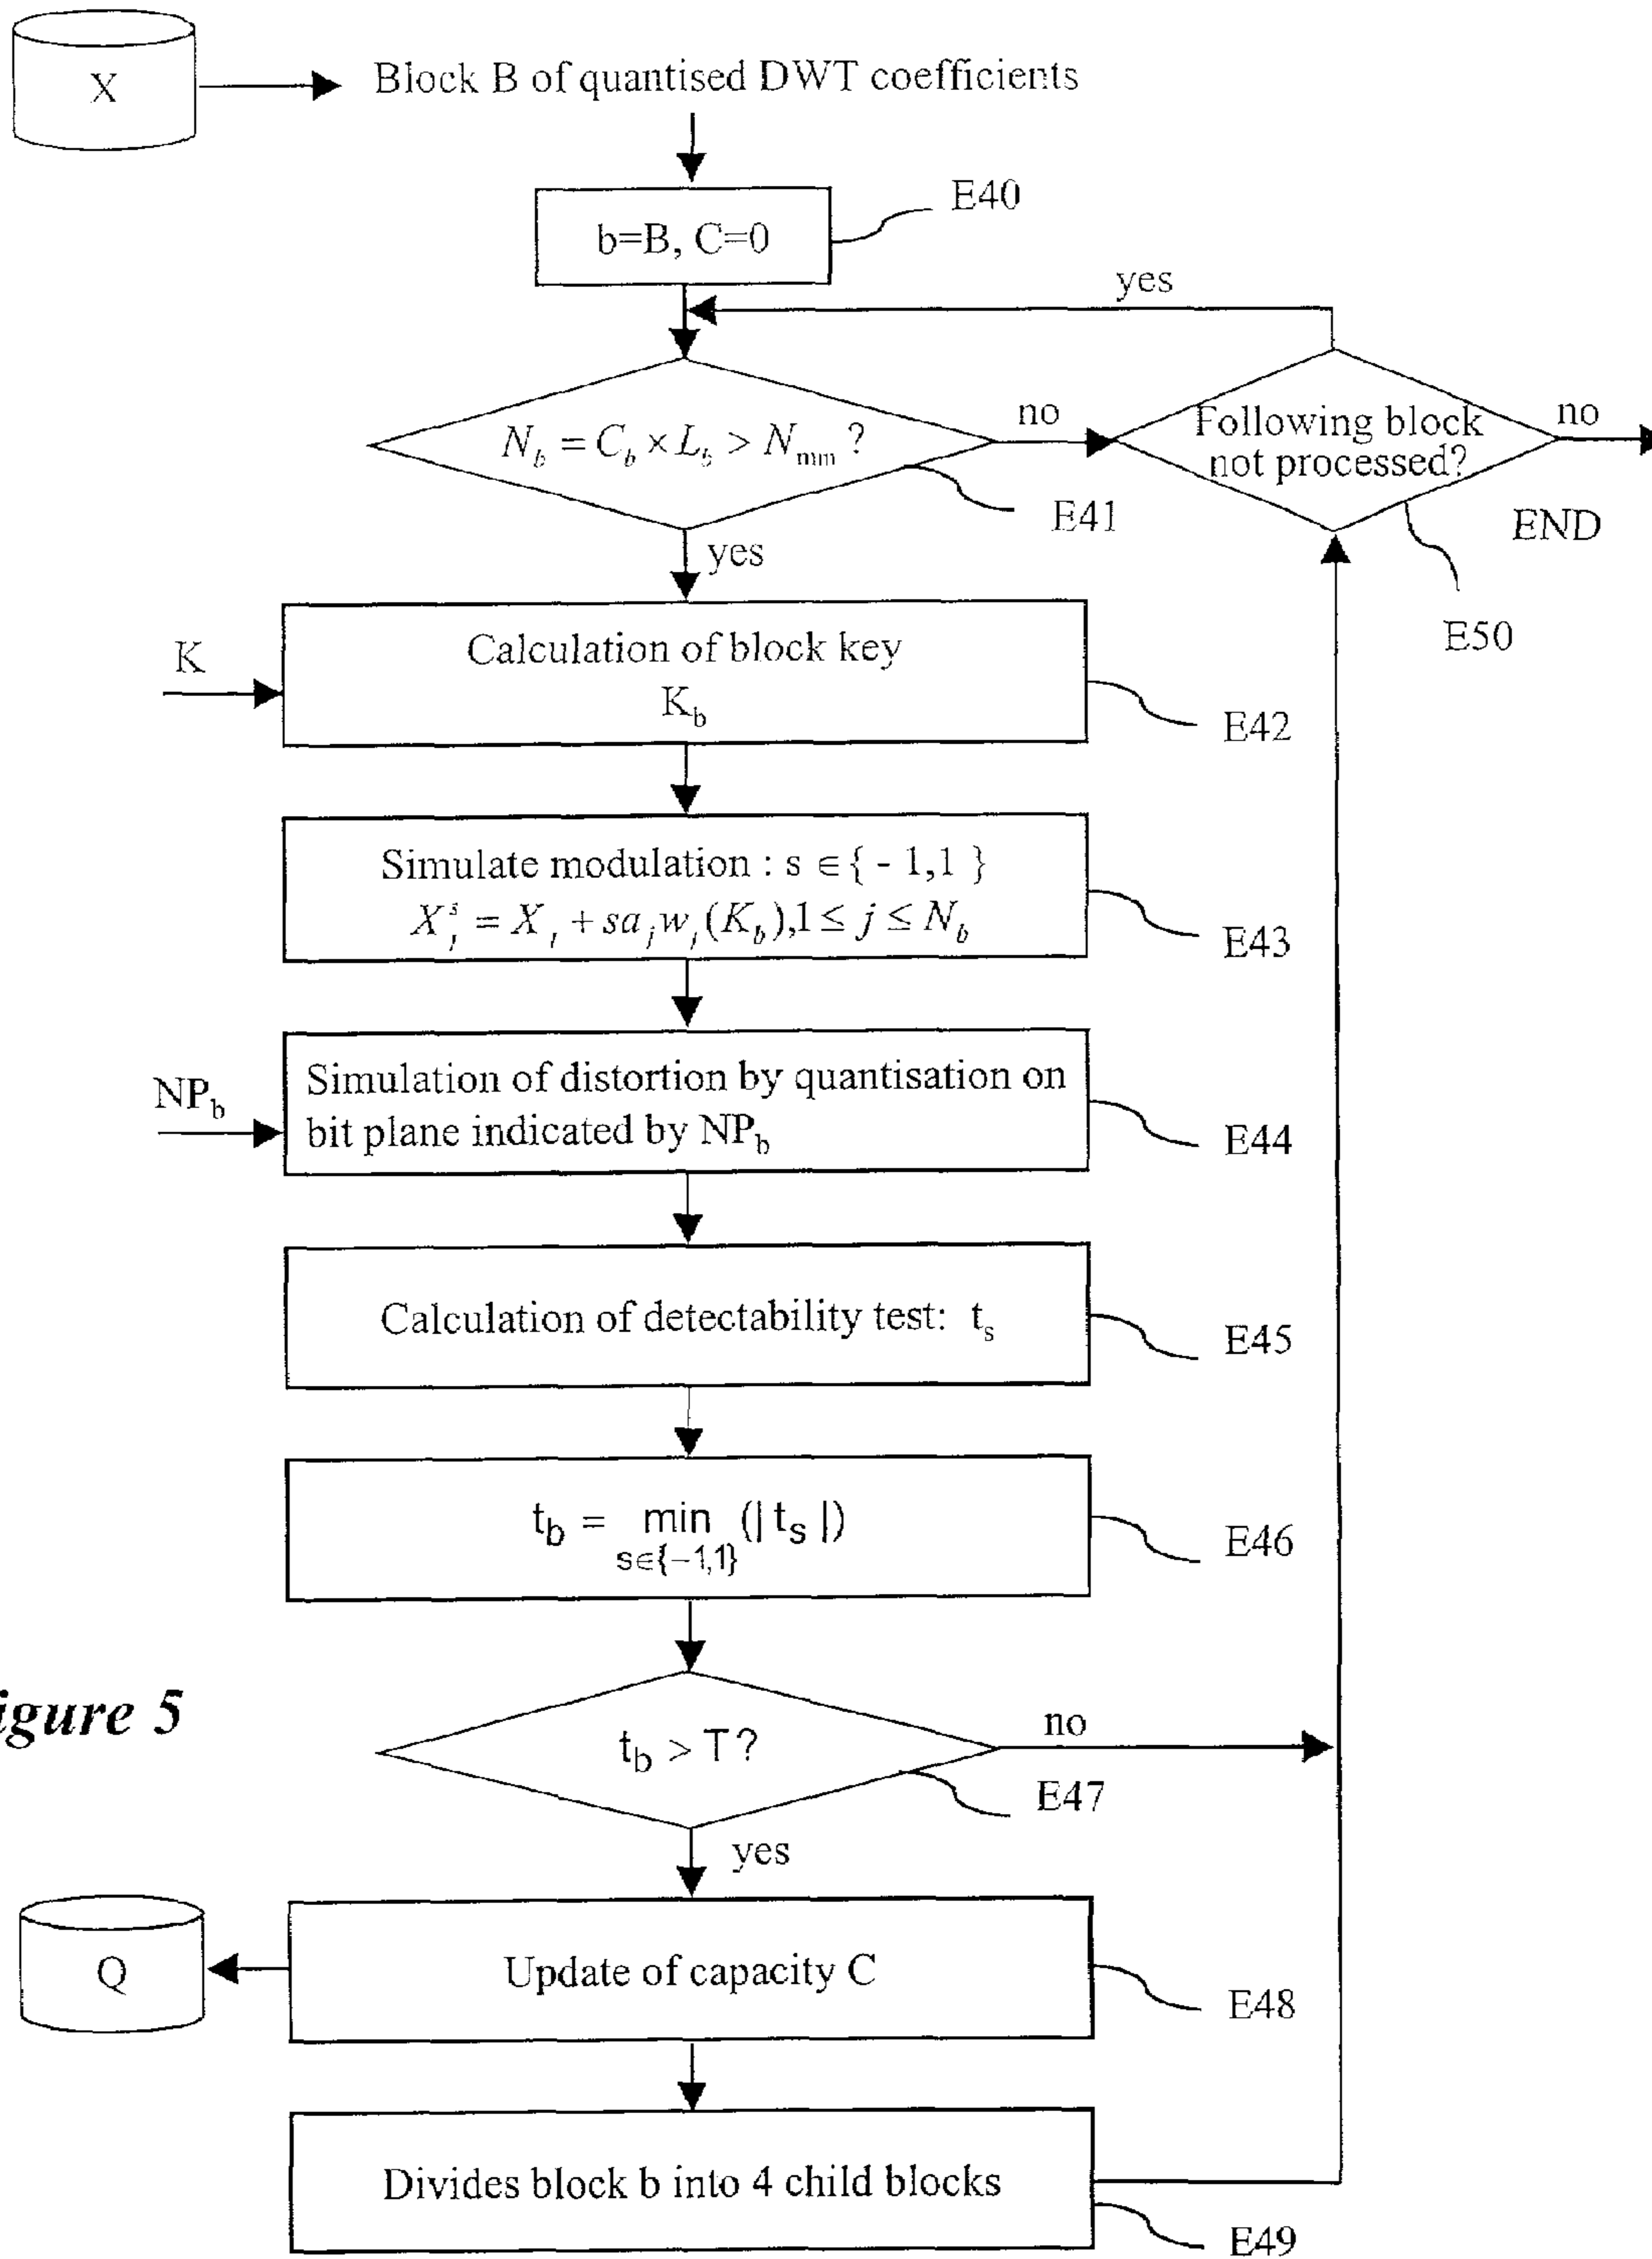 X
Block B of quantised DWT coefficients
E40
b=B, C=0
yes
N_b = C_b × L_b > N_min ?
no
Following block
not processed?
no
E41
END
yes
E50
K
Calculation of block key
K_b
E42
Simulate modulation : s ∈ { - 1,1 }
X_j^s = X_j + sa_j w_j (K_b),1 ≤ j ≤ N_b
E43
NP_b
Simulation of distortion by quantisation on
bit plane indicated by NP_b
E44
Calculation of detectability test: t_s
E45
t_b = min (| t_s |)
s∈{−1,1}
E46
igure 5
t_b > T ?
no
E47
yes
Q
Update of capacity C
E48
Divides block b into 4 child blocks
E49